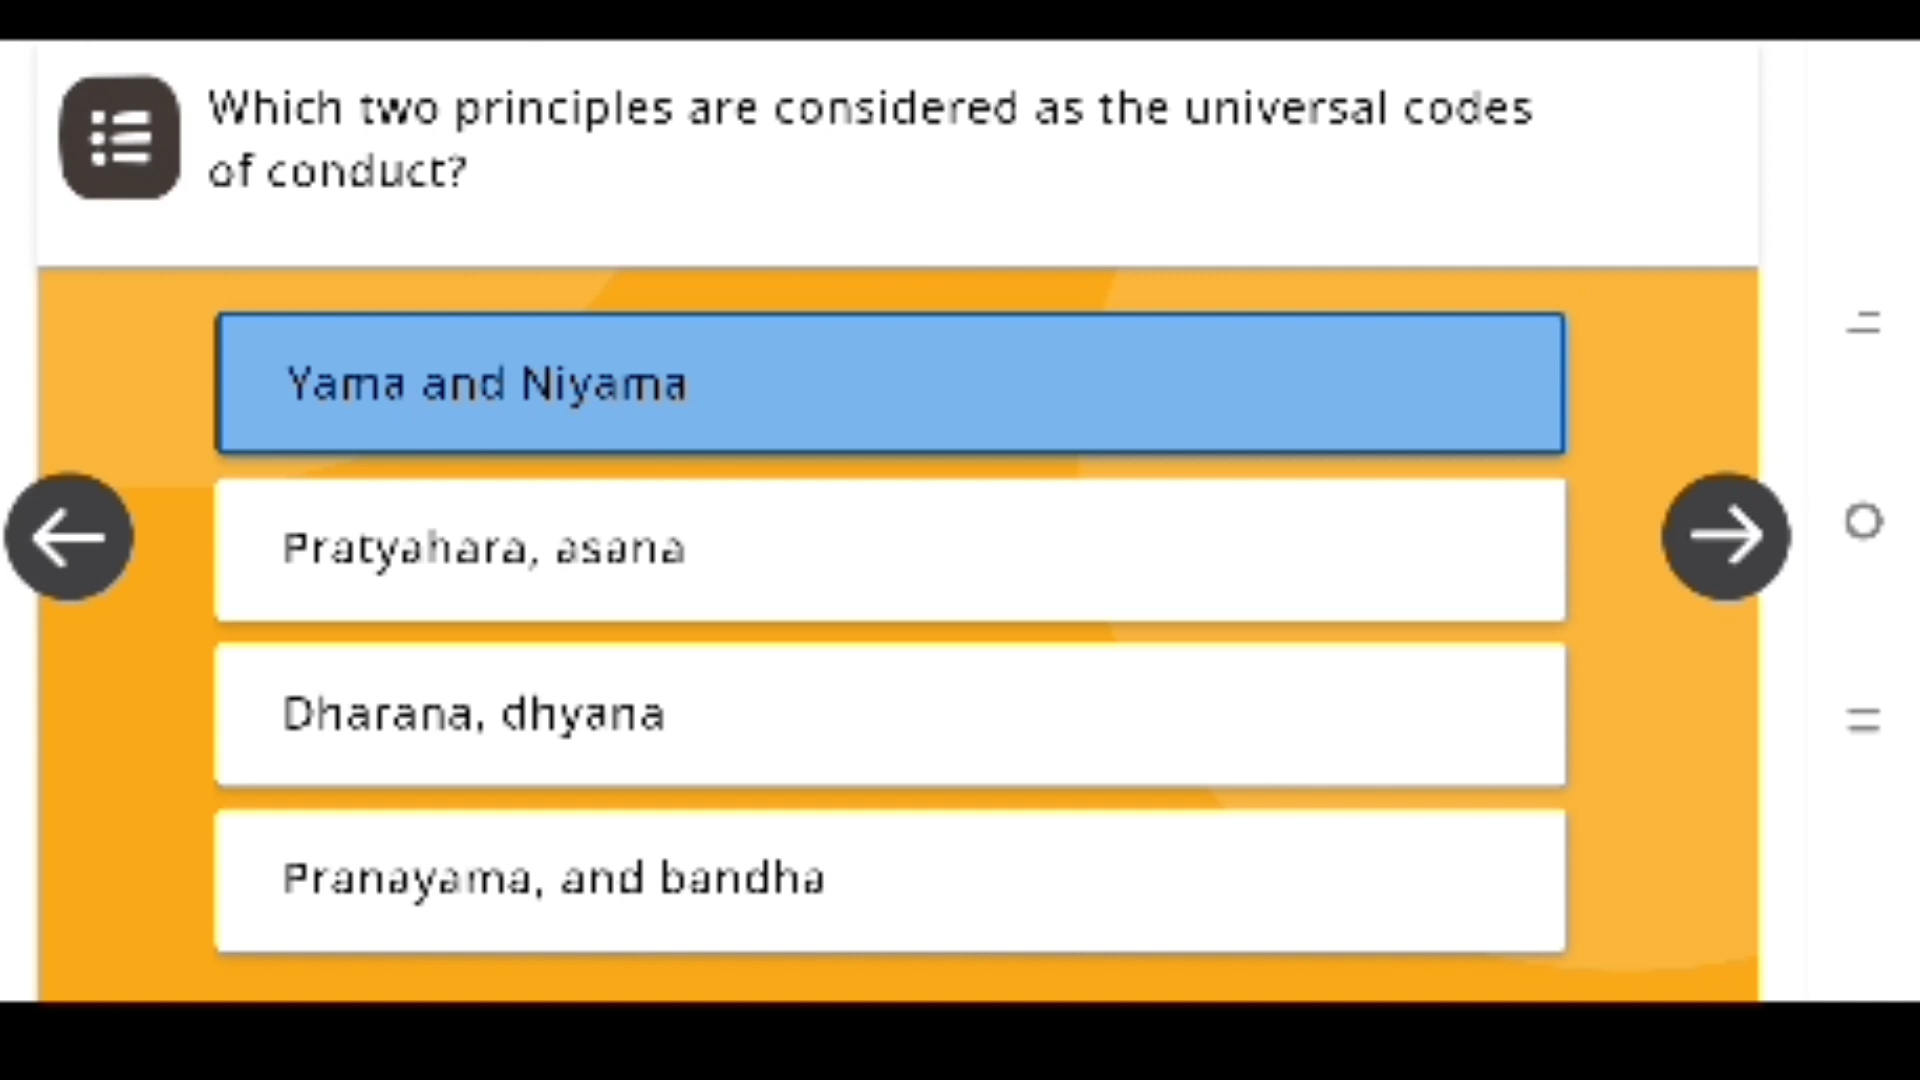 Which two principles are considered as the universal codes
of conduct?
Yama and Niyama
Pratyahara, asana
Dharana, dhyana
Pranayama, and bandha